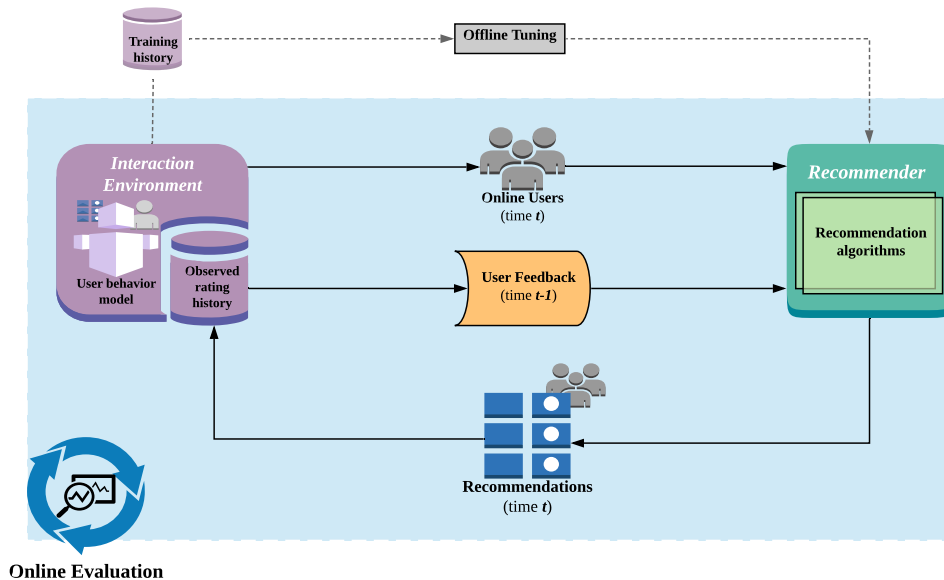 Training
history
Offline Tuning
Interaction
Environment
User behavior
model
Observed
rating
history
Online Users
(time t)
User Feedback
(time t-1)
Recommender
Recommendation
algorithms
Recommendations
(time t)
Online Evaluation